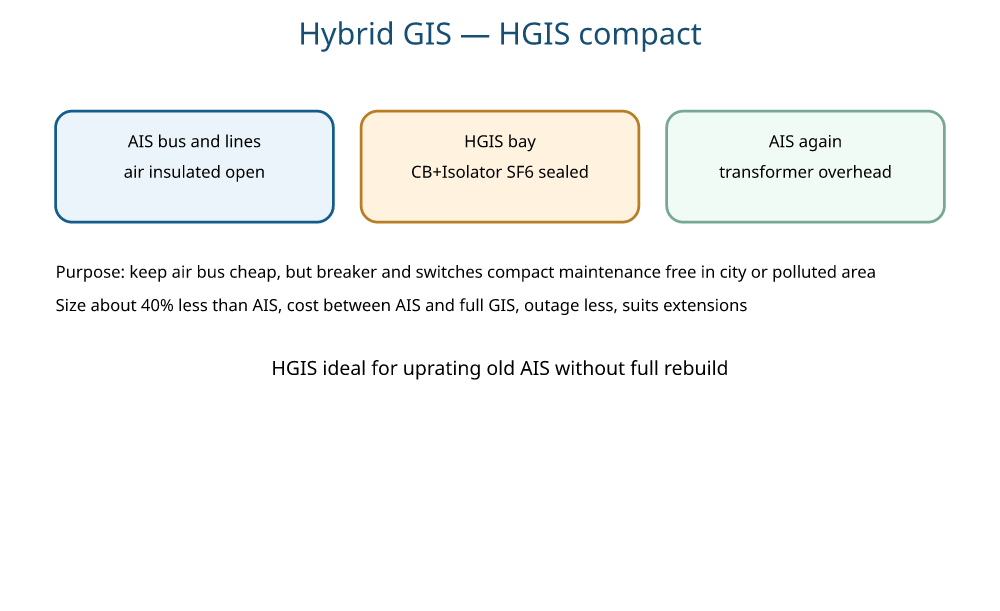 Hybrid GIS — HGIS compact
AIS bus and lines
air insulated open
HGIS bay
CB+Isolator SF6 sealed
AIS again
transformer overhead
Purpose: keep air bus cheap, but breaker and switches compact maintenance free in city or polluted area
Size about 40% less than AIS, cost between AIS and full GIS, outage less, suits extensions
HGIS ideal for uprating old AIS without full rebuild